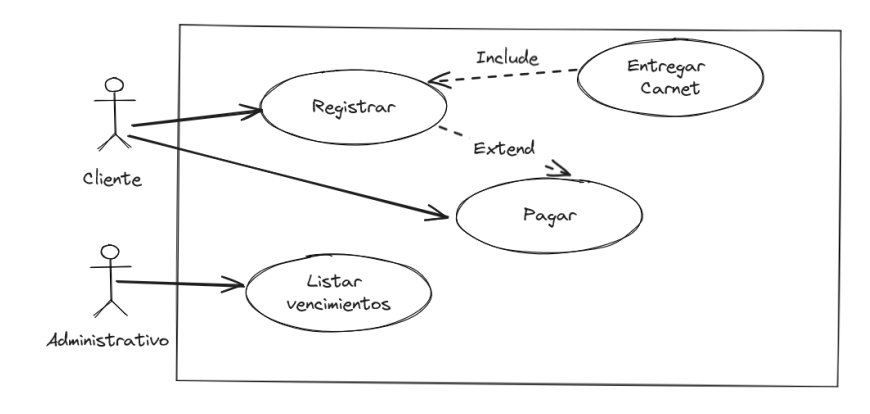 Include
Entregar
Carnet
Registrar
Extend
Cliente
Pagar
Listar
vencimientos
Administrativo